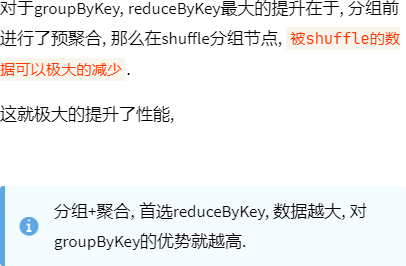 对于groupByKey, reduceByKey最大的提升在于, 分组前
进行了预聚合, 那么在shuffle分组节点, 被shuffle的数
据可以极大的减少.
这就极大的提升了性能,
分组+聚合, 首选reduceByKey, 数据越大, 对
groupByKey的优势就越高.